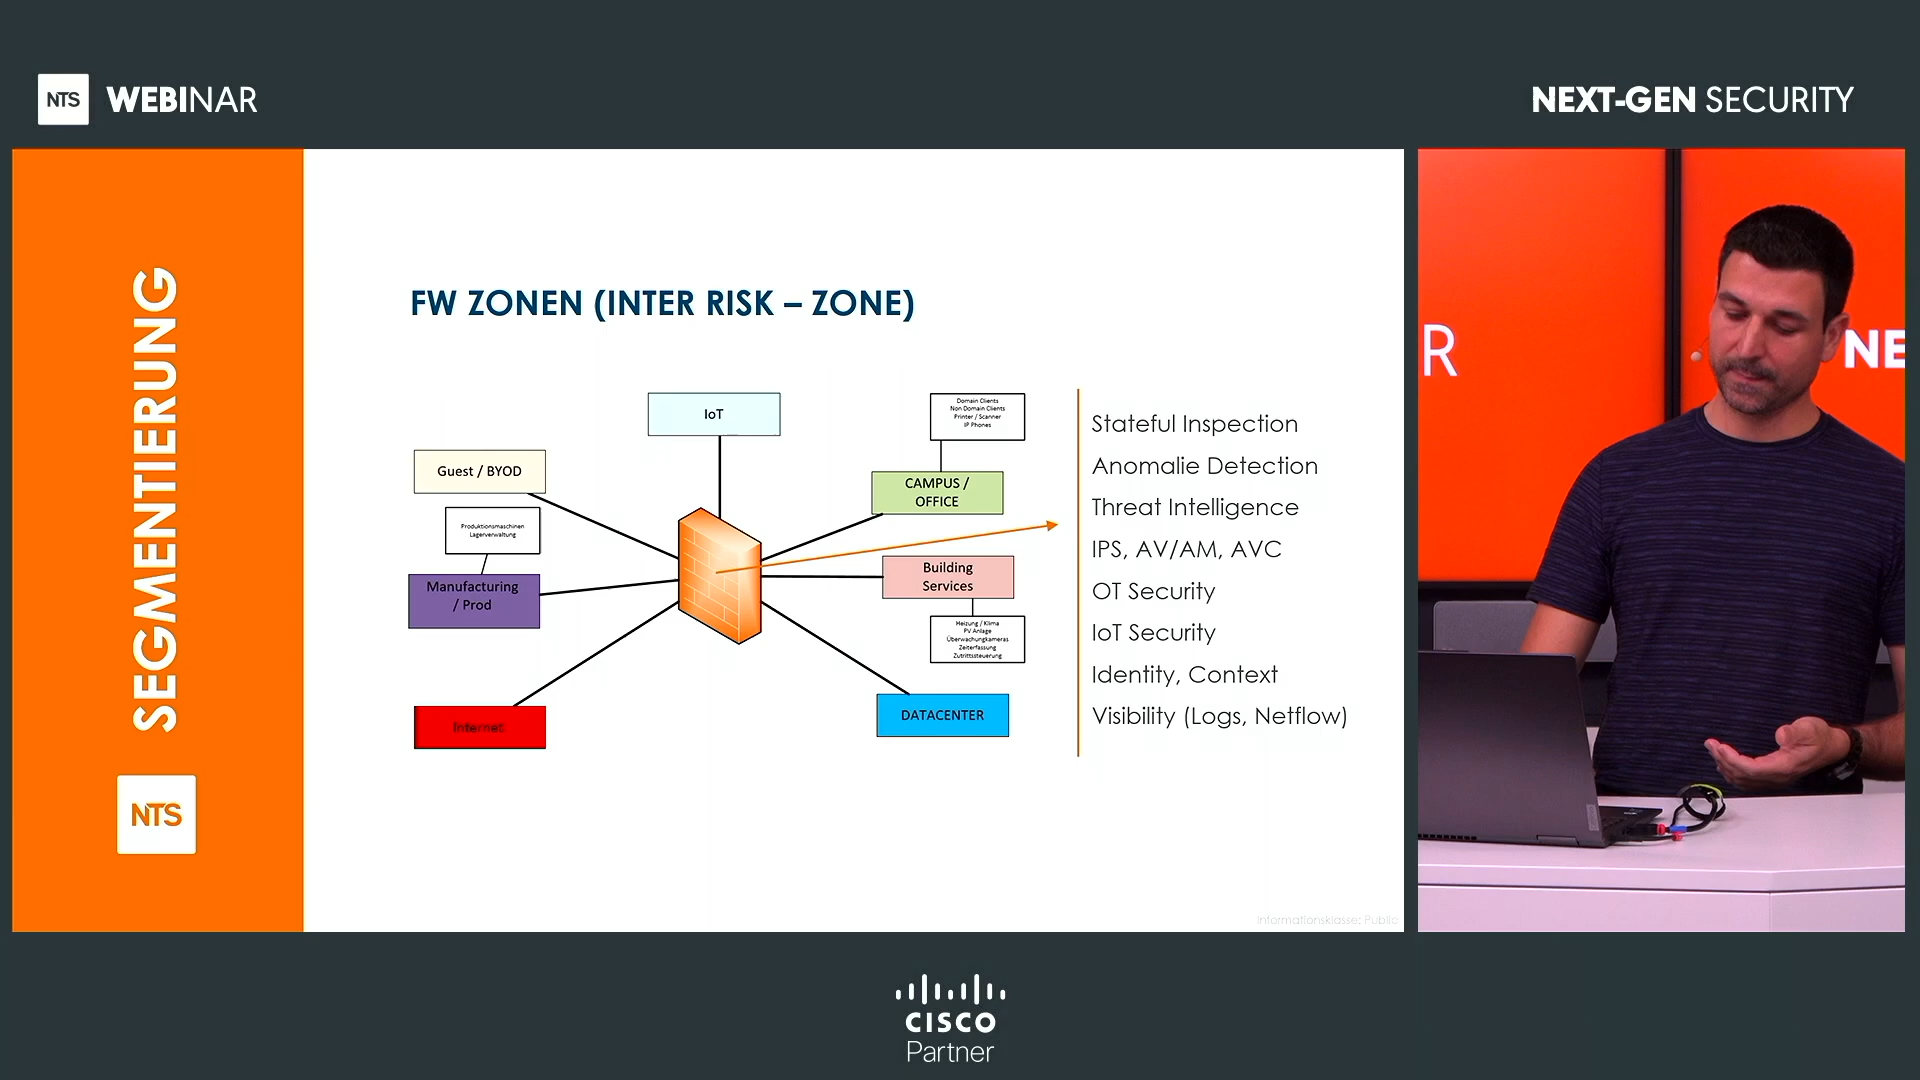 NTS WEBINAR
NEXT-GEN SECURITY
SEGMENTIERUNG
NTS
FW ZONEN (INTER RISK – ZONE)
IoT
Guest / BYOD
Produktionsmaschinen
Lagerverwaltung
Manufacturing
/ Prod
Internet
Domain Clients
Non Domain Clients
Printer / Scanner
IP Phones
CAMPUS /
OFFICE
Building
Services
Heizung / Klima
PV Anlage
Überwachungkameras
Zeiterfassung
Zutrittssteuerung
DATACENTER
Stateful Inspection
Anomalie Detection
Threat Intelligence
IPS, AV/AM, AVC
OT Security
IoT Security
Identity, Context
Visibility (Logs, Netflow)
Informationsklasse: Public
R
NE
CISCO
Partner